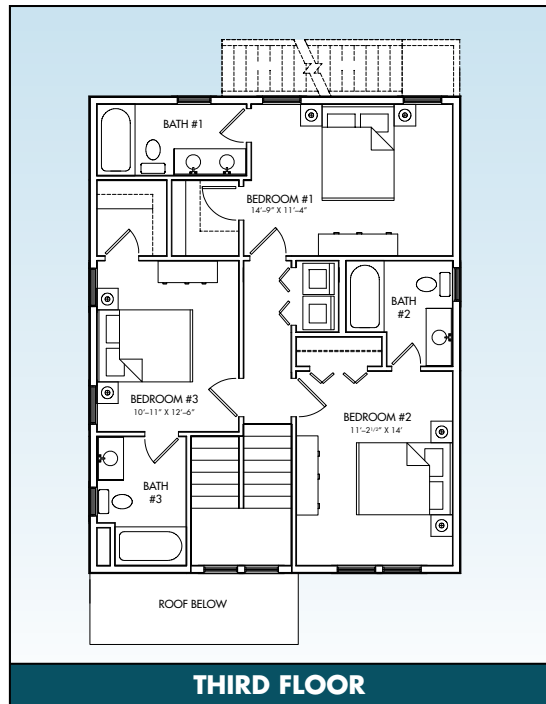 BATH #1
BEDROOM #1
14'-9" X 11'-4"
BATH
#2
BEDROOM #3
10'-11" X 12'-6"
BEDROOM #2
11'-2 1/2" X 14'
BATH
#3
ROOF BELOW
THIRD FLOOR